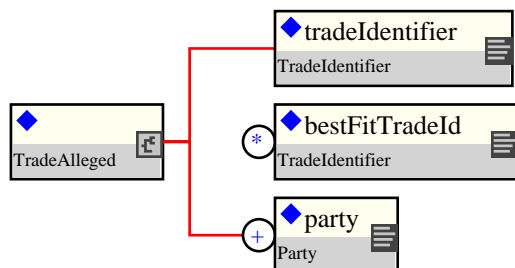 tradeIdentifier
TradeIdentifier
TradeAlleged
*
bestFitTradeId
TradeIdentifier
+
party
Party